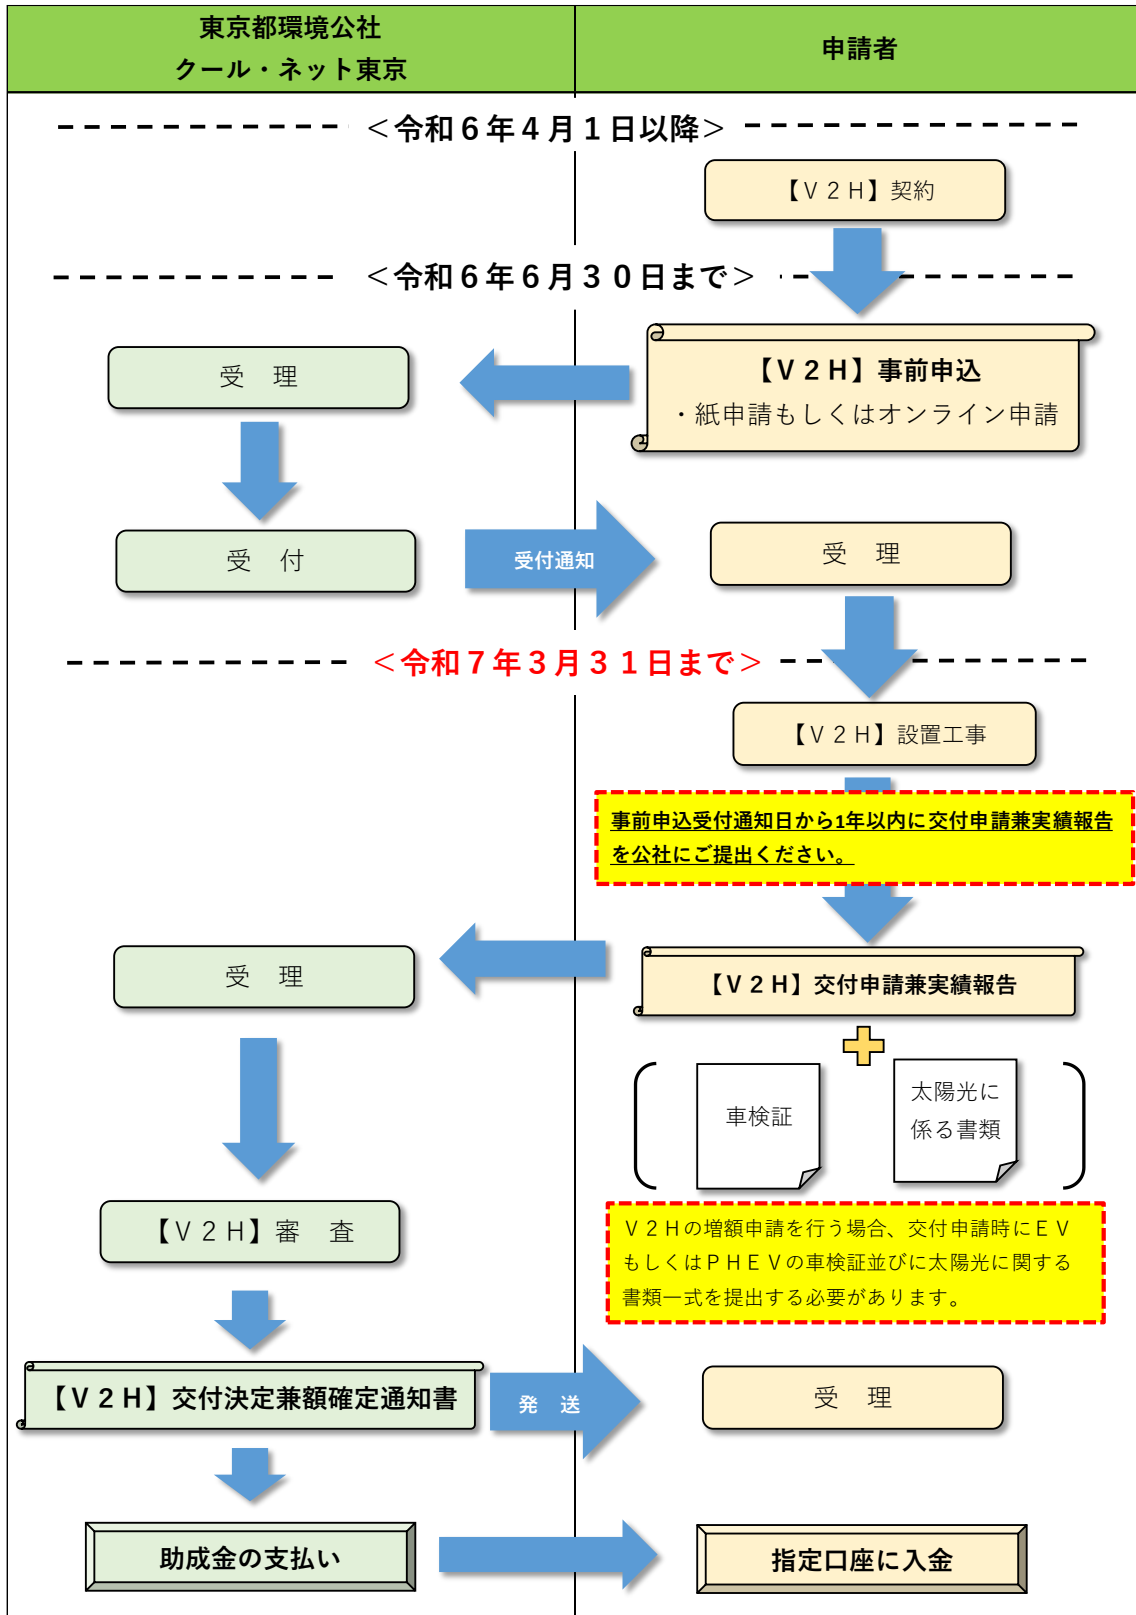 東京都環境公社
クール・ネット東京
申請者
＜令和６年４月１日以降＞
【Ｖ２Ｈ】契約
＜令和６年６月３０日まで＞
【Ｖ２Ｈ】事前申込
・紙申請もしくはオンライン申請
受　理
受　付
受付通知
受　理
＜令和７年３月３１日まで＞
【Ｖ２Ｈ】設置工事
事前申込受付通知日から1年以内に交付申請兼実績報告
を公社にご提出ください。
【Ｖ２Ｈ】交付申請兼実績報告
受　理
車検証
太陽光に
係る書類
Ｖ２Ｈの増額申請を行う場合、交付申請時にＥＶ
もしくはＰＨＥＶの車検証並びに太陽光に関する
書類一式を提出する必要があります。
【Ｖ２Ｈ】審　査
【Ｖ２Ｈ】交付決定兼額確定通知書
発　送
受　理
助成金の支払い
指定口座に入金